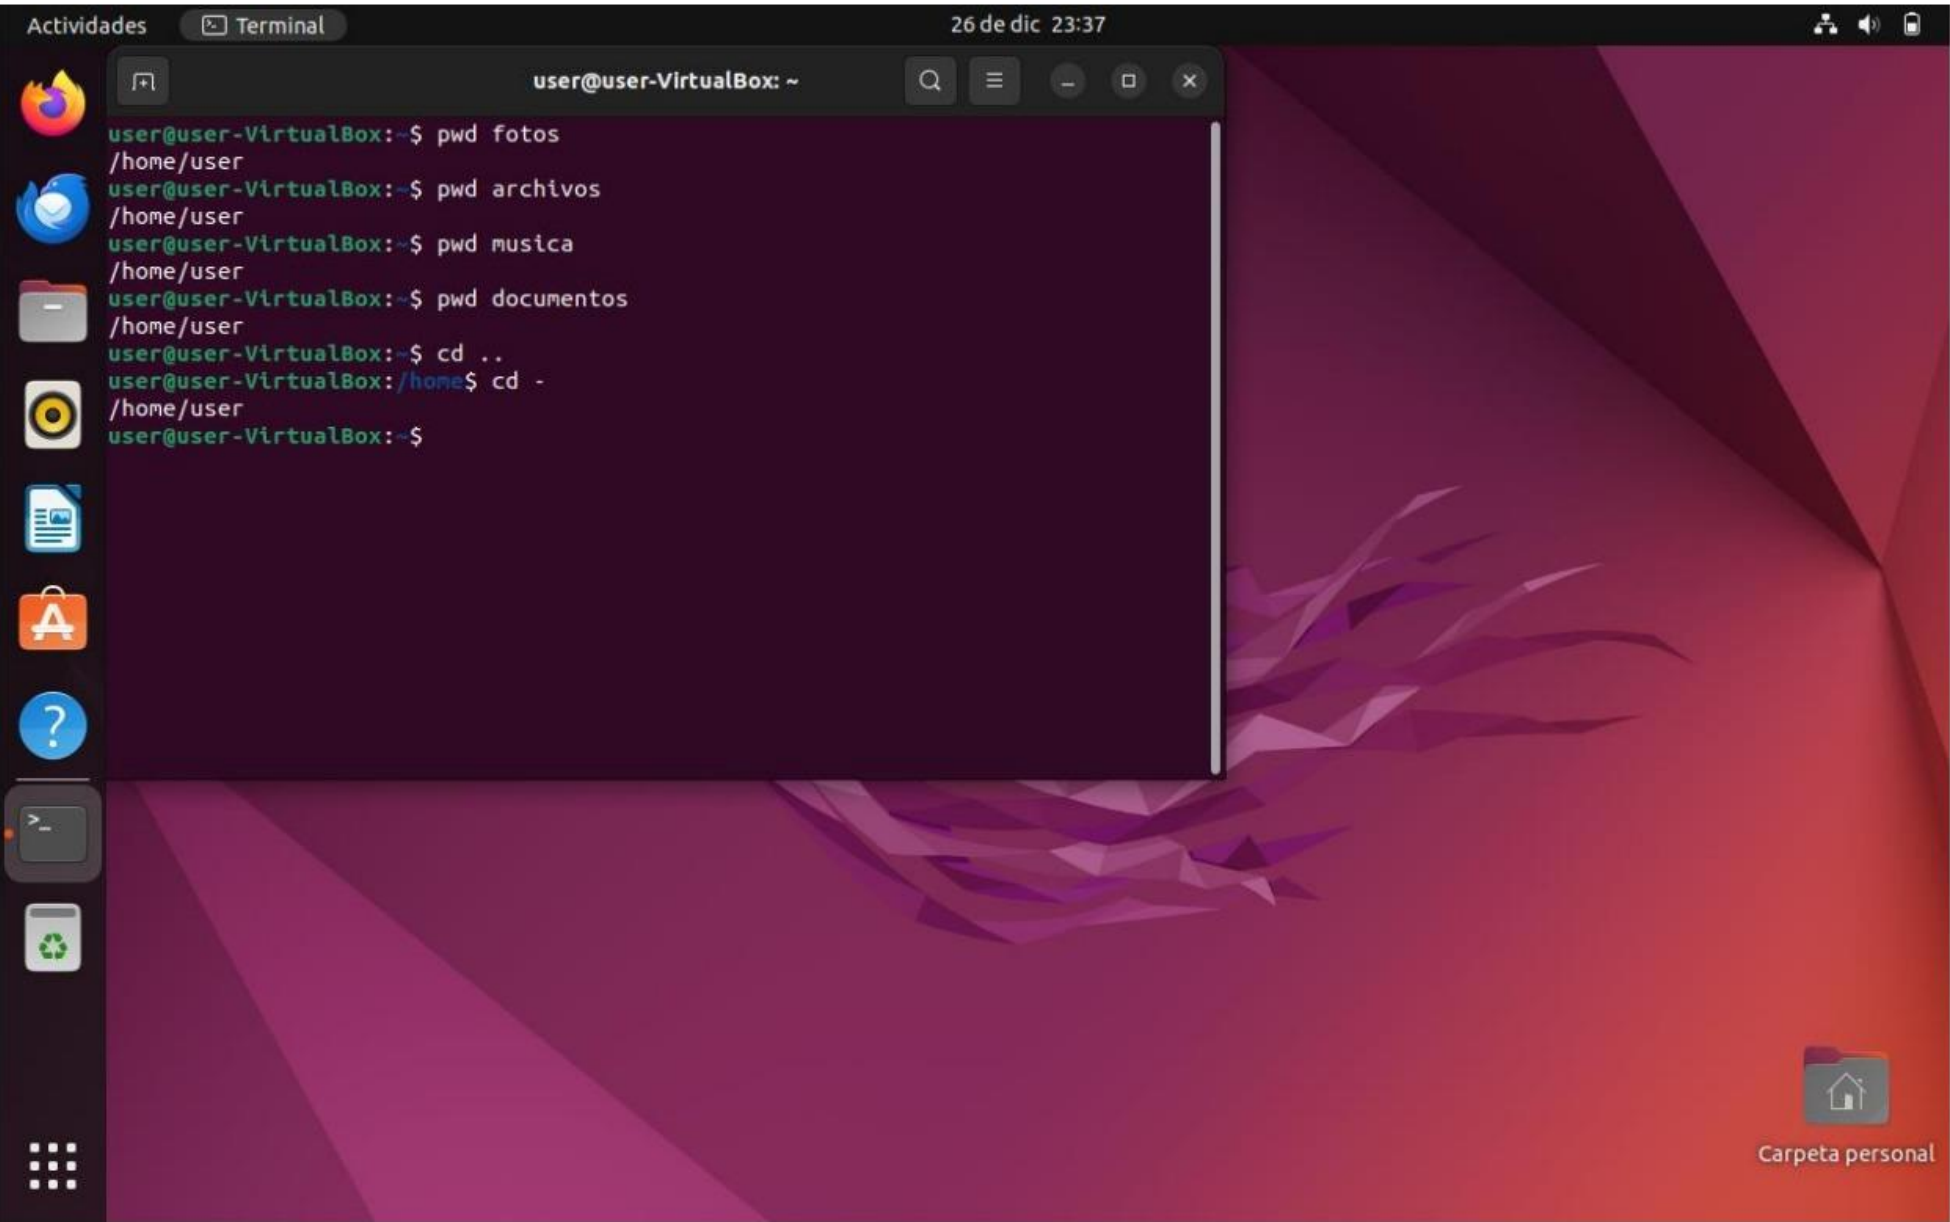 Actividades
Terminal
26 de dic 23:37
user@user-VirtualBox: ~
user@user-VirtualBox:~$ pwd fotos
/home/user
user@user-VirtualBox:~$ pwd archivos
/home/user
user@user-VirtualBox:~$ pwd musica
/home/user
user@user-VirtualBox:~$ pwd documentos
/home/user
user@user-VirtualBox:~$ cd ..
user@user-VirtualBox:/home$ cd -
/home/user
user@user-VirtualBox:~$
Carpeta personal